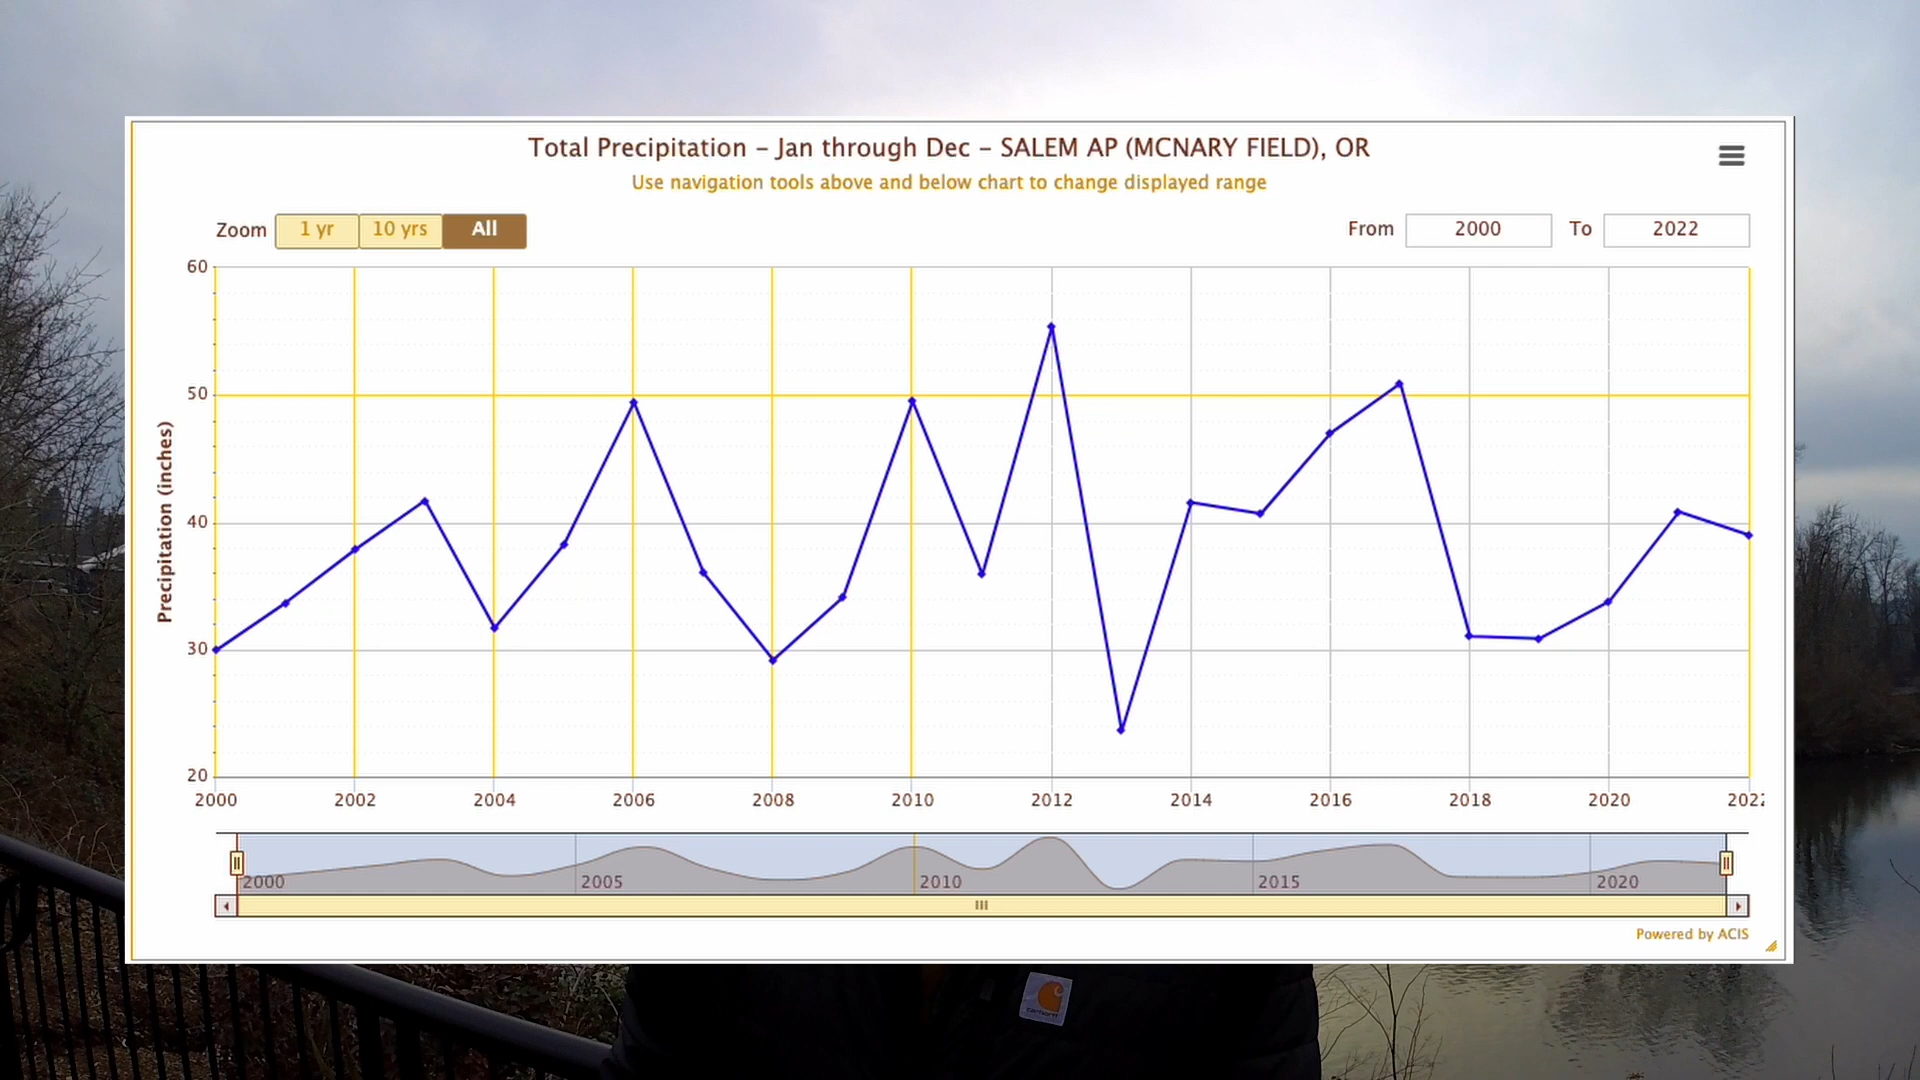 Total Precipitation – Jan through Dec – SALEM AP (MCNARY FIELD), OR
Use navigation tools above and below chart to change displayed range
Zoom 1 yr 10 yrs All From 2000 To 2022
60
50
40
30
20
Precipitation (inches)
2000 2002 2004 2006 2008 2010 2012 2014 2016 2018 2020 2022
2000 2005 2010 2015 2020
Powered by ACIS
carhartt